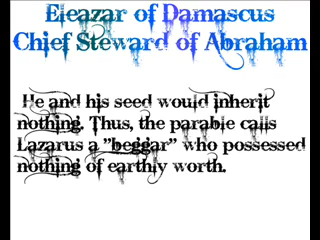 Eleazar of Damascus
Chief Steward of Abraham
He and his seed would inherit
nothing. Thus, the parable calls
Lazarus a "beggar" who possessed
nothing of earthly worth.